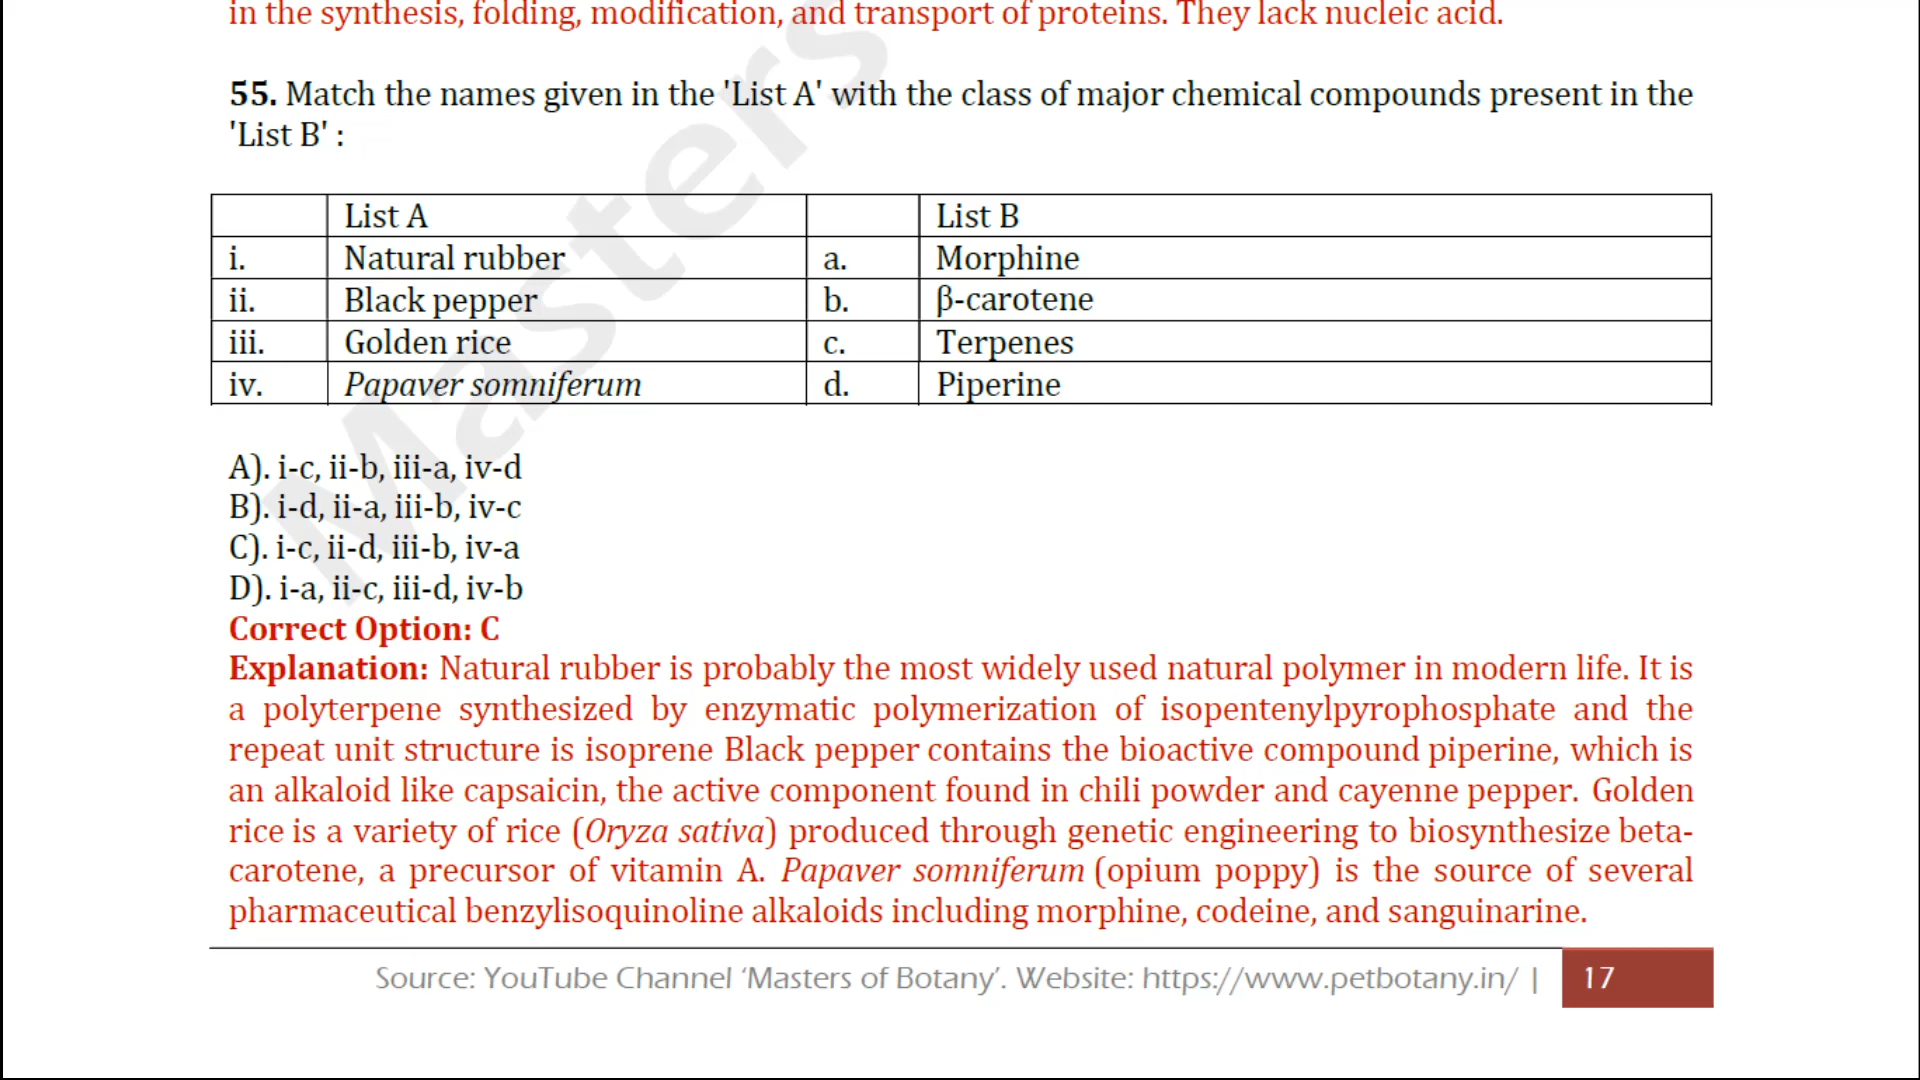 in the synthesis, folding, modification, and transport of proteins. They lack nucleic acid.
55. Match the names given in the 'List A' with the class of major chemical compounds present in the
'List B' :
List A List B
i. Natural rubber a. Morphine
ii. Black pepper b. β-carotene
iii. Golden rice c. Terpenes
iv. Papaver somniferum d. Piperine
A). i-c, ii-b, iii-a, iv-d
B). i-d, ii-a, iii-b, iv-c
C). i-c, ii-d, iii-b, iv-a
D). i-a, ii-c, iii-d, iv-b
Correct Option: C
Explanation: Natural rubber is probably the most widely used natural polymer in modern life. It is
a polyterpene synthesized by enzymatic polymerization of isopentenylpyrophosphate and the
repeat unit structure is isoprene Black pepper contains the bioactive compound piperine, which is
an alkaloid like capsaicin, the active component found in chili powder and cayenne pepper. Golden
rice is a variety of rice (Oryza sativa) produced through genetic engineering to biosynthesize beta-
carotene, a precursor of vitamin A. Papaver somniferum (opium poppy) is the source of several
pharmaceutical benzylisoquinoline alkaloids including morphine, codeine, and sanguinarine.
Source: YouTube Channel ‘Masters of Botany’. Website: https://www.petbotany.in/ | 17
Masters